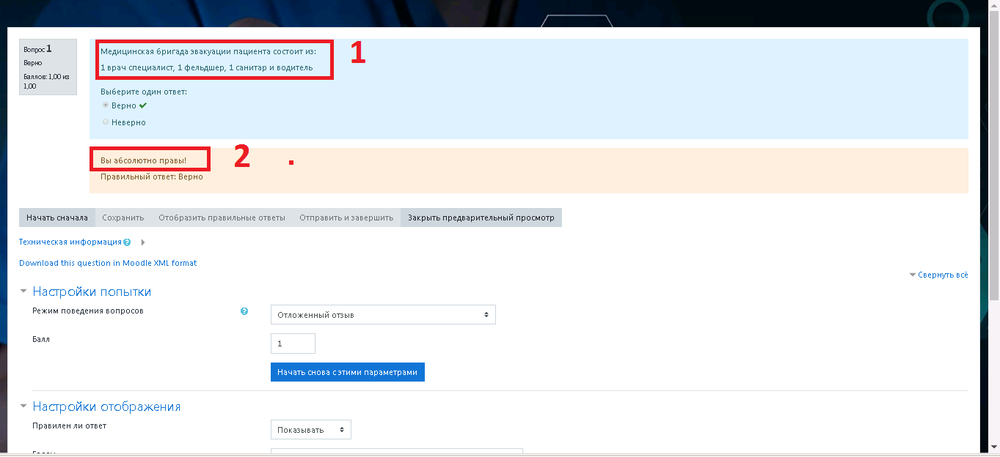 Вопрос 1
Верно
Баллов: 1,00 из
1,00
Медицинская бригада эвакуации пациента состоит из:
1 врач специалист, 1 фельдшер, 1 санитар и водитель
1
Выберите один ответ:
Верно
Неверно
Вы абсолютно правы!
2
Правильный ответ: Верно
Начать сначала Сохранить Отобразить правильные ответы Отправить и завершить Закрыть предварительный просмотр
Техническая информация
Download this question in Moodle XML format
Свернуть всё
Настройки попытки
Режим поведения вопросов Отложенный отзыв
Балл 1
Начать снова с этими параметрами
Настройки отображения
Правилен ли ответ Показывать